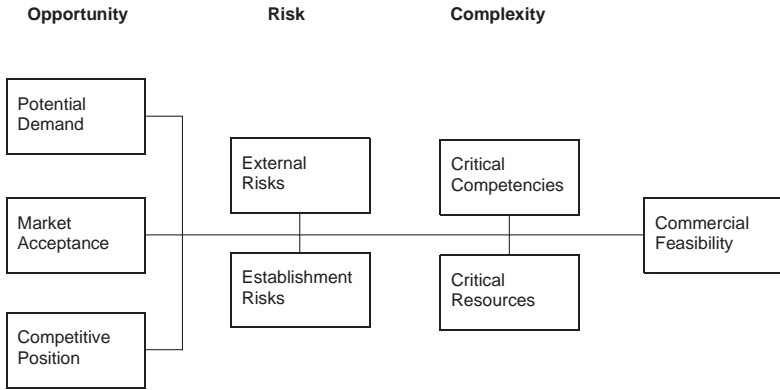 Opportunity
Risk
Complexity
Potential
Demand
Market
Acceptance
Competitive
Position
External
Risks
Establishment
Risks
Critical
Competencies
Critical
Resources
Commercial
Feasibility